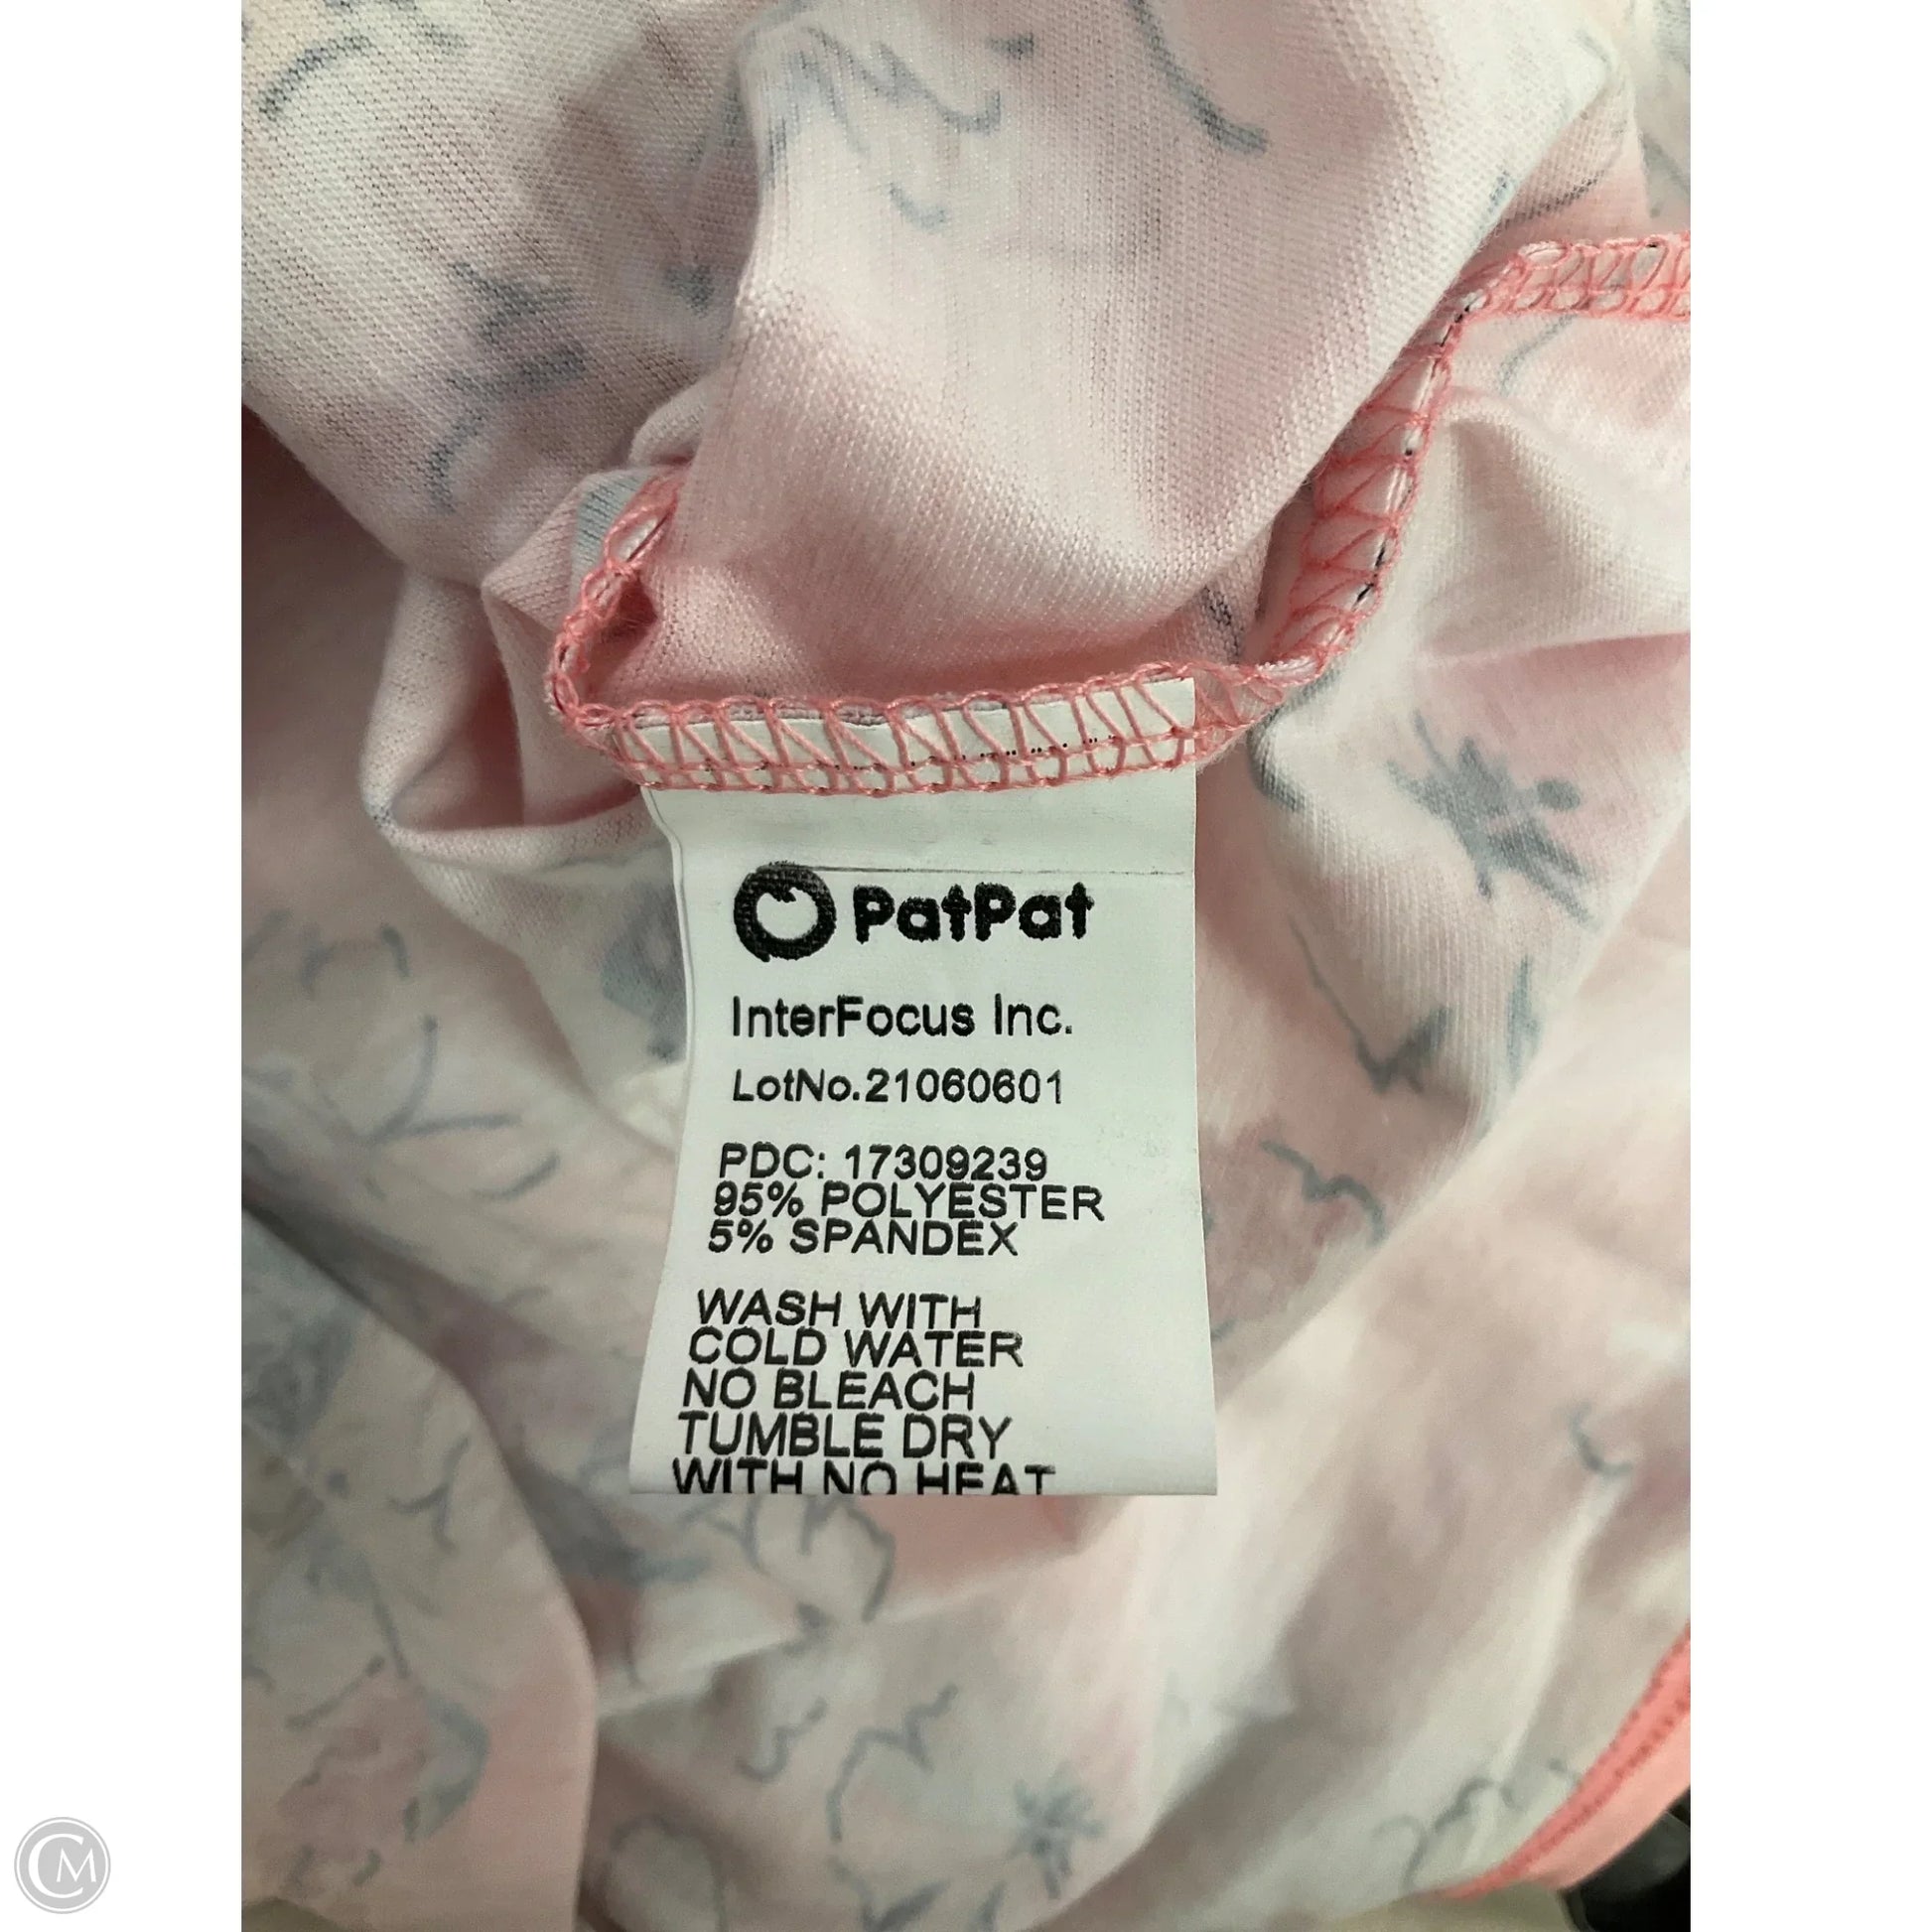 PatPat
InterFocus Inc.
LotNo.21060601
PDC: 17309239
95% POLYESTER
5% SPANDEX
WASH WITH
COLD WATER
NO BLEACH
TUMBLE DRY
WITH NO HEAT
CM